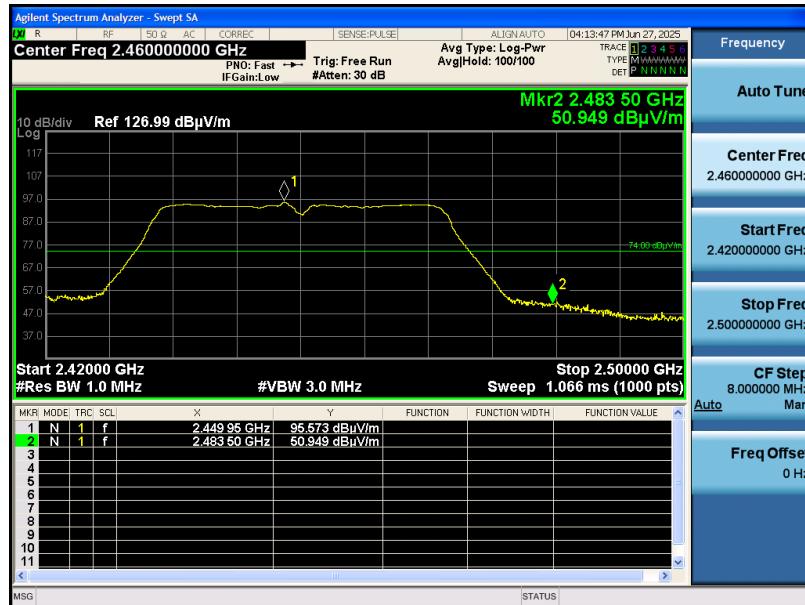 Agilent Spectrum Analyzer - Swept SA
LXI R RF 50 Ω AC CORREC SENSE:PULSE ALIGN AUTO 04:13:47 PM Jun 27, 2025
Center Freq 2.460000000 GHz
PNO: Fast
IFGain:Low
Trig: Free Run
#Atten: 30 dB
Avg Type: Log-Pwr
Avg|Hold: 100/100
TRACE 1 2 3 4 5 6
TYPE M W W W W W
DET P N N N N N
Mkr2 2.483 50 GHz
50.949 dBµV/m
10 dB/div Ref 126.99 dBµV/m
Log
117
107
97.0
87.0
77.0
67.0
57.0
47.0
37.0
1
74.00 dBµV/m
2
Start 2.42000 GHz Stop 2.50000 GHz
#Res BW 1.0 MHz #VBW 3.0 MHz Sweep 1.066 ms (1000 pts)
MKR MODE TRC SCL X Y FUNCTION FUNCTION WIDTH FUNCTION VALUE
1 N 1 f 2.449 95 GHz 95.573 dBµV/m
2 N 1 f 2.483 50 GHz 50.949 dBµV/m
3
4
5
6
7
8
9
10
11
MSG STATUS
Frequency
Auto Tune
Center Freq
2.460000000 GHz
Start Freq
2.420000000 GHz
Stop Freq
2.500000000 GHz
CF Step
8.000000 MHz
Auto Man
Freq Offset
0 Hz